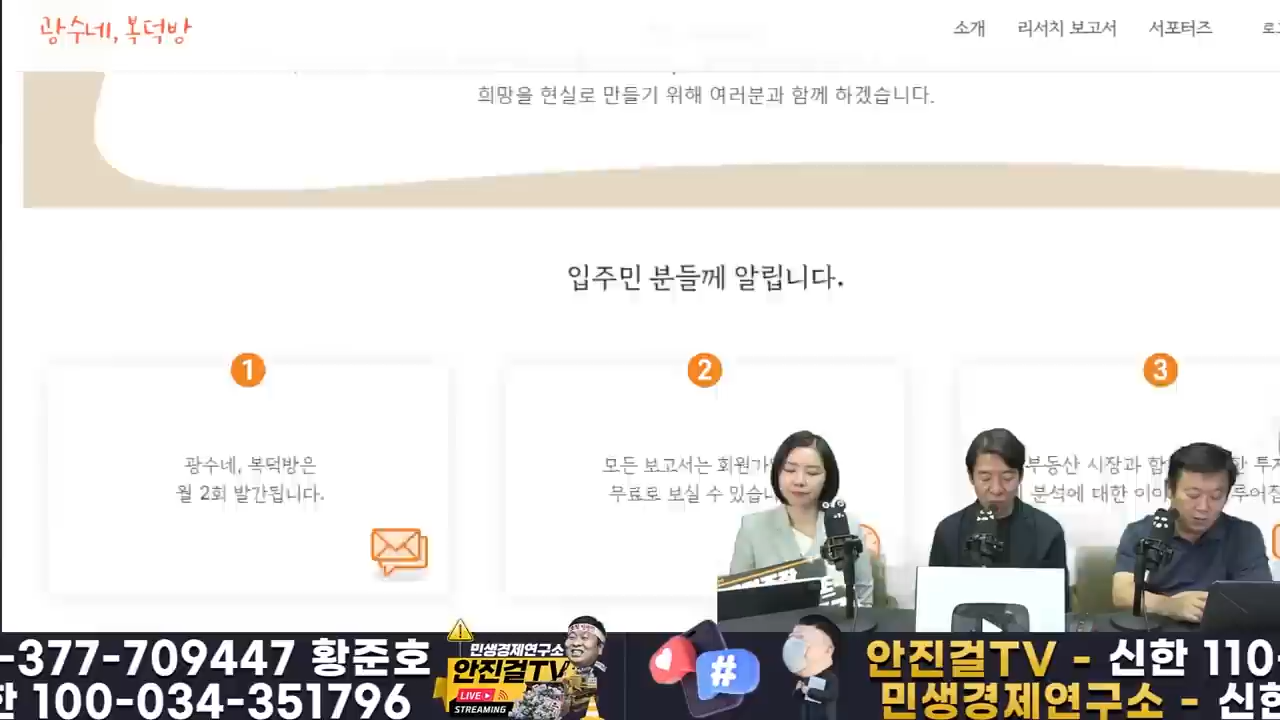 광수네, 복덕방
소개 리서치 보고서 서포터즈
희망을 현실로 만들기 위해 여러분과 함께 하겠습니다.
입주민 분들께 알립니다.
1
광수네, 복덕방은
월 2회 발간됩니다.
2
모든 보고서는 회원가
무료로 보실 수 있습니
3
부동산 시장과 함 한 투자
분석에 대한 이
-377-709447 황준호
한 100-034-351796
민생경제연구소
안진걸TV
LIVE
STREAMING
#
안진걸TV - 신한 110-
민생경제연구소 - 신한